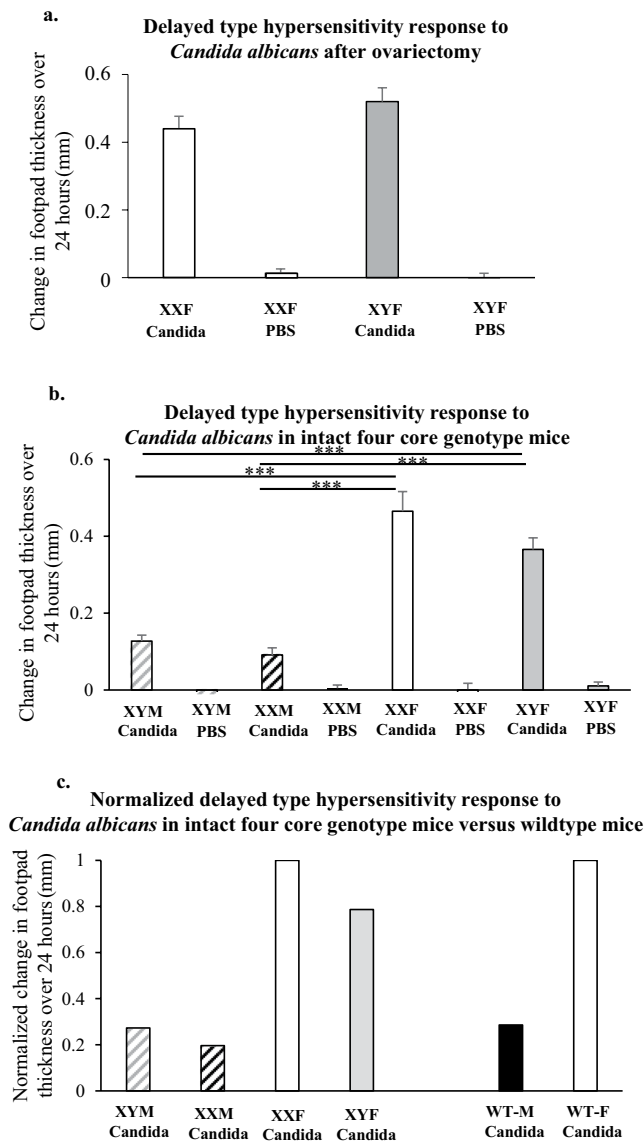 a.
Delayed type hypersensitivity response to
Candida albicans after ovariectomy
Change in footpad thickness over
24 hours (mm)
0.6
0.4
0.2
0
XXF
Candida
XXF
PBS
XYF
Candida
XYF
PBS
b.
Delayed type hypersensitivity response to
Candida albicans in intact four core genotype mice
Change in footpad thickness over
24 hours (mm)
0.6
0.4
0.2
0
***
***
***
***
XYM
Candida
XYM
PBS
XXM
Candida
XXM
PBS
XXF
Candida
XXF
PBS
XYF
Candida
XYF
PBS
c.
Normalized delayed type hypersensitivity response to
Candida albicans in intact four core genotype mice versus wildtype mice
Normalized change in footpad
thickness over 24 hours (mm)
1
0.8
0.6
0.4
0.2
0
XYM
Candida
XXM
Candida
XXF
Candida
XYF
Candida
WT-M
Candida
WT-F
Candida